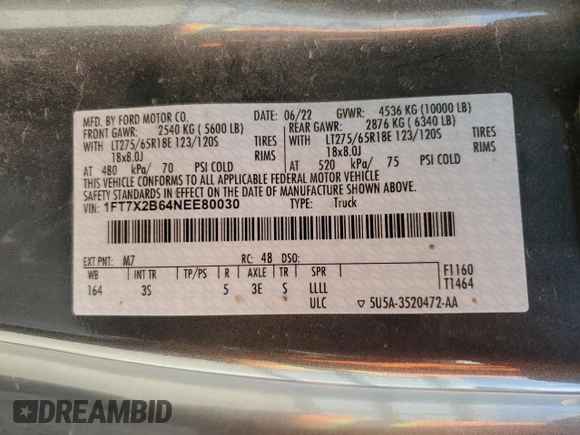 MFD. BY FORD MOTOR CO.
DATE: 06/22 GVWR: 4536 KG (10000 LB)
FRONT GAWR: 2540 KG ( 5600 LB)
REAR GAWR: 2876 KG ( 6340 LB)
WITH LT275/65R18E 123/120S TIRES
WITH LT275/65R18E 123/120S TIRES
18x8.0J RIMS
18x8.0J RIMS
AT 480 kPa/ 70 PSI COLD
AT 520 kPa/ 75 PSI COLD
THIS VEHICLE CONFORMS TO ALL APPLICABLE FEDERAL MOTOR VEHICLE
SAFETY STANDARDS IN EFFECT ON THE DATE OF MANUFACTURE SHOWN ABOVE.
VIN: 1FT7X2B64NEE80030 TYPE: Truck
EXT PNT: M7 RC: 48 DSO:
WB INT TR TP/PS R AXLE TR SPR
164 3S 5 3E S LLLL
ULC
F1160
T1464
▽ 5U5A-3520472-AA
DREAMBID